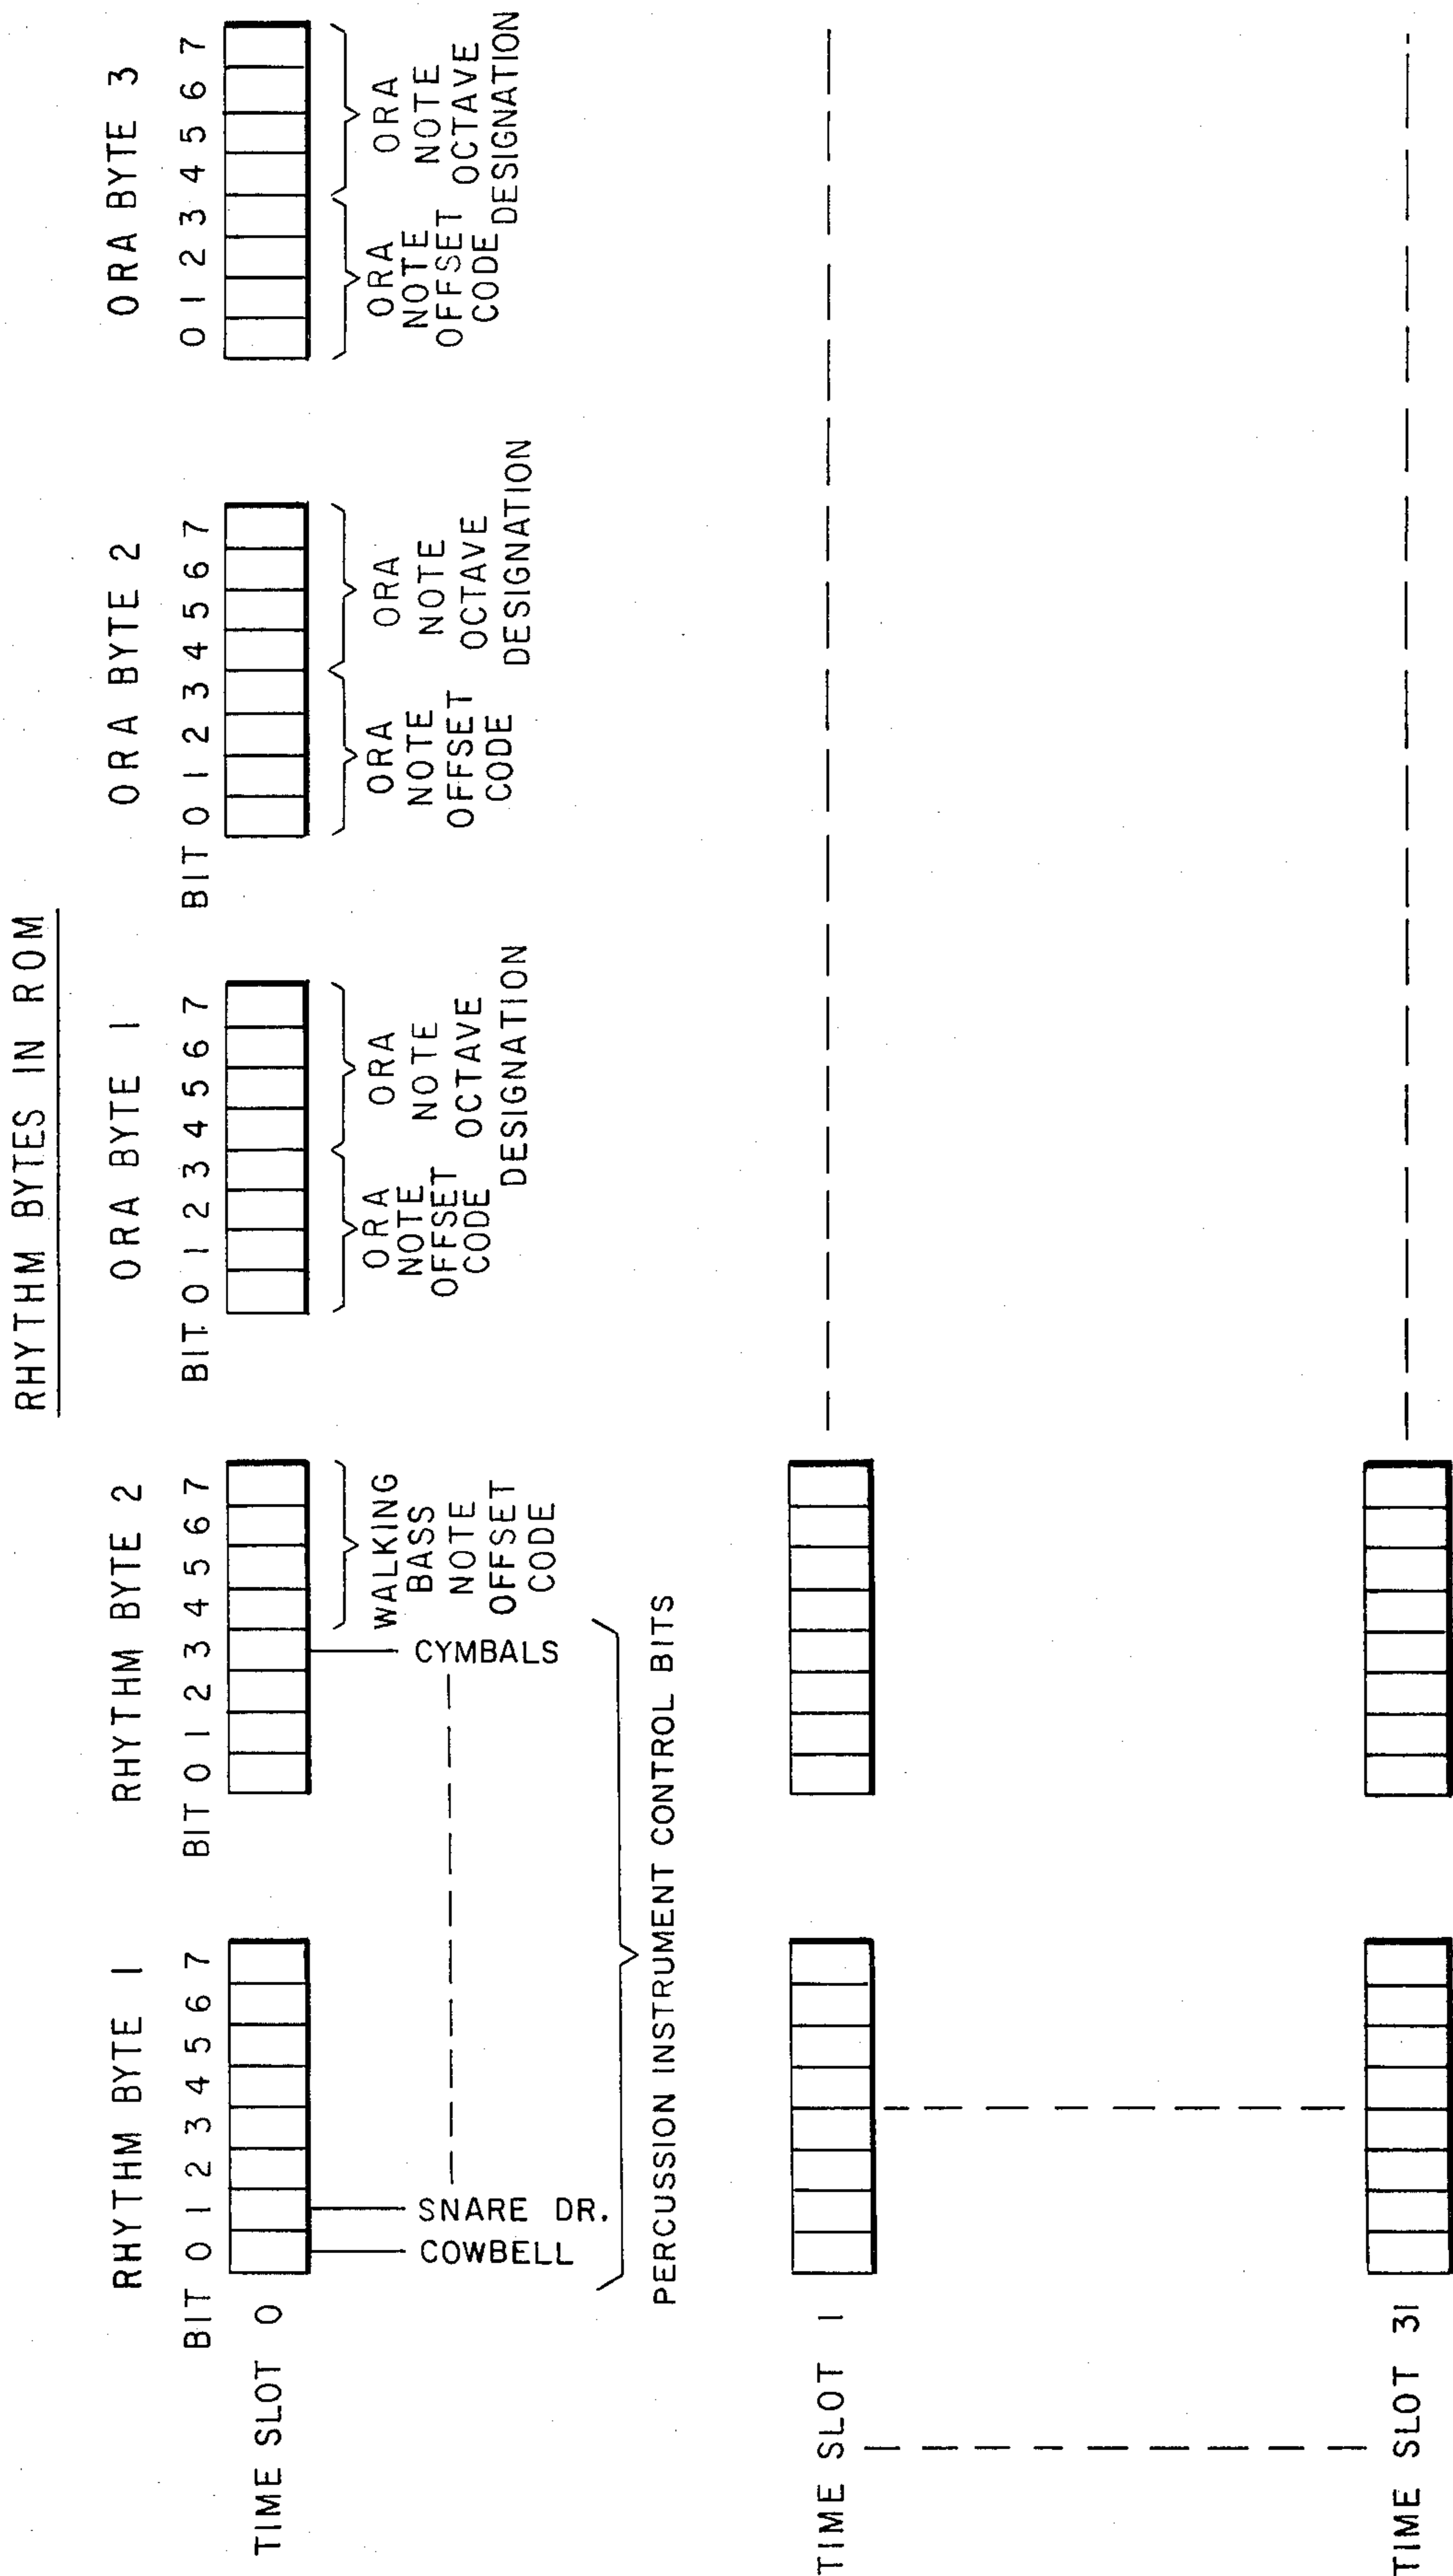 RHYTHM BYTES IN ROM
RHYTHM BYTE 1
RHYTHM BYTE 2
ORA BYTE 1
ORA BYTE 2
ORA BYTE 3
BIT 0 1 2 3 4 5 6 7
BIT 0 1 2 3 4 5 6 7
BIT 0 1 2 3 4 5 6 7
BIT 0 1 2 3 4 5 6 7
0 1 2 3 4 5 6 7
TIME SLOT 0
COWBELL
SNARE DR.
CYMBALS
WALKING
BASS
NOTE
OFFSET
CODE
ORA
NOTE
OFFSET
CODE
ORA
NOTE
OCTAVE
DESIGNATION
ORA
NOTE
OFFSET
CODE
ORA
NOTE
OCTAVE
DESIGNATION
ORA
NOTE
OFFSET
CODE
ORA
NOTE
OCTAVE
DESIGNATION
PERCUSSION INSTRUMENT CONTROL BITS
TIME SLOT 1
TIME SLOT 31